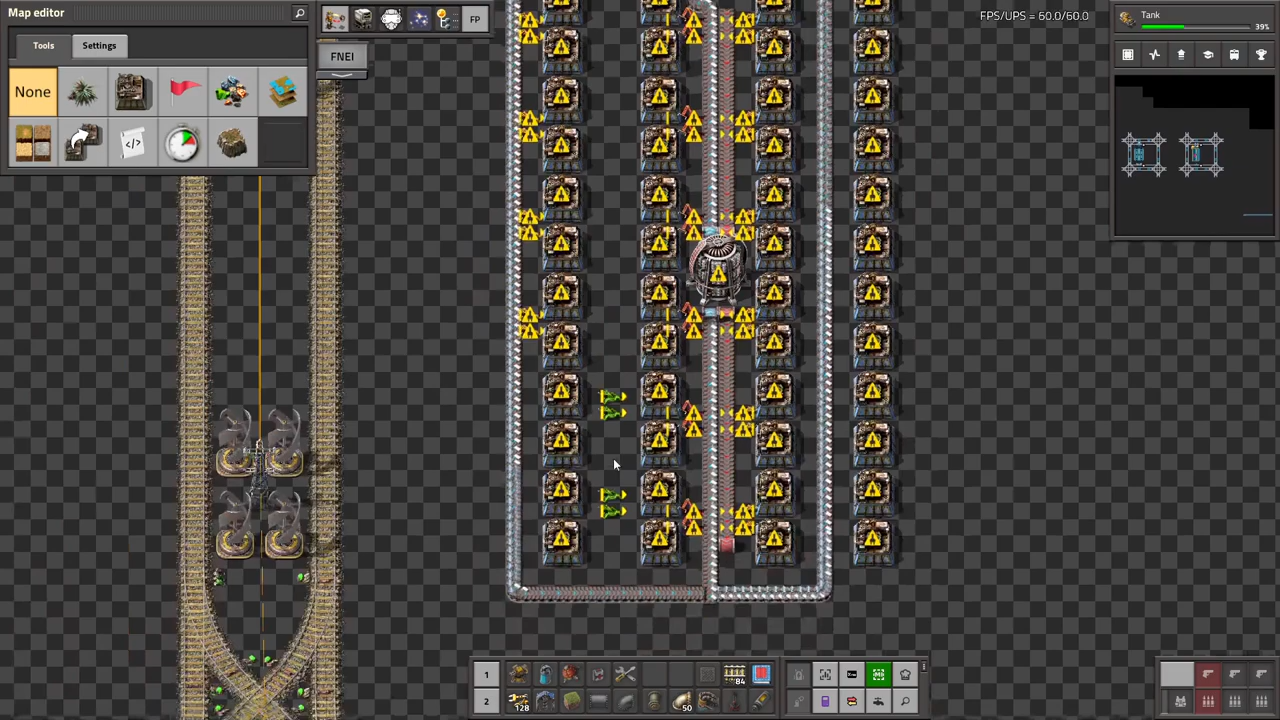 Map editor
Tools Settings
None
</>
FP
FNEI
FPS/UPS = 60.0/60.0
Tank
39%
1
84
2
128
50